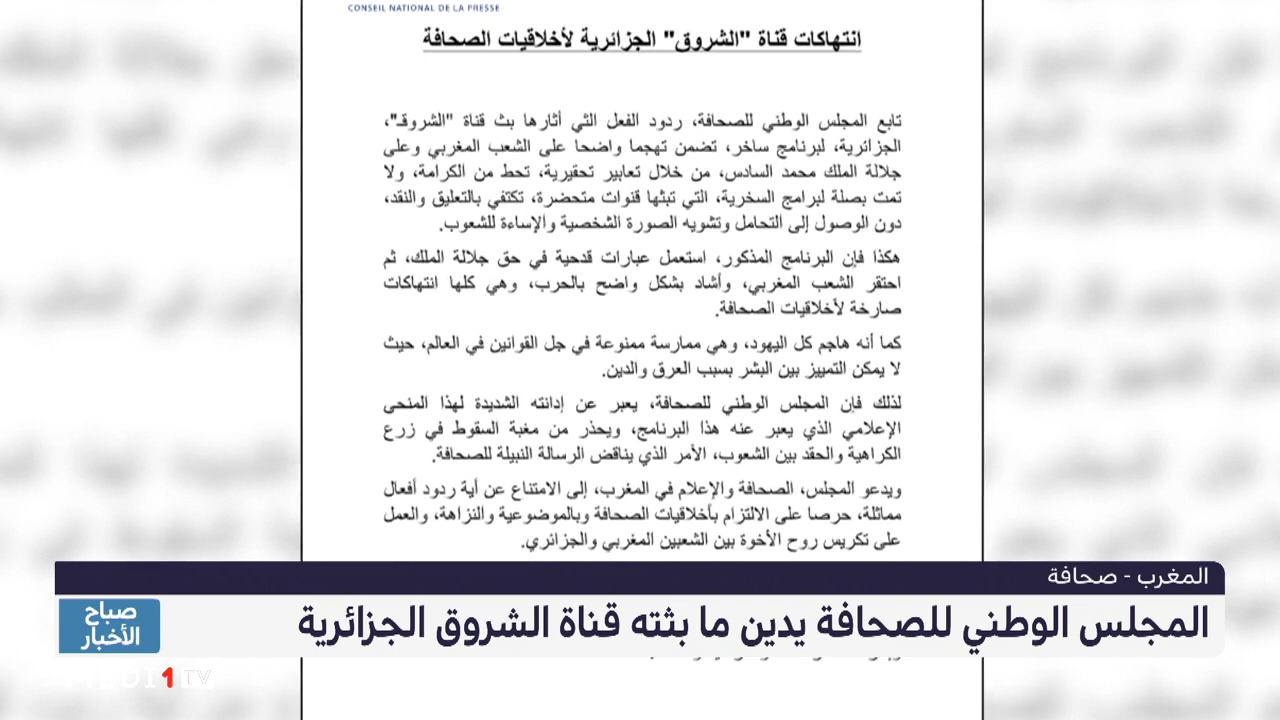 CONSEIL NATIONAL DE LA PRESSE
انتهاكات قناة "الشروق" الجزائرية لأخلاقيات الصحافة
تابع المجلس الوطني للصحافة، ردود الفعل التي أثارها بث قناة "الشروقـ"،
الجزائرية، لبرنامج ساخر، تضمن تهجما واضحا على الشعب المغربي وعلى
جلالة الملك محمد السادس، من خلال تعابير تحقيرية، تحط من الكرامة، ولا
تمت بصلة لبرامج السخرية، التي تبثها قنوات متحضرة، تكتفي بالتعليق والنقد،
دون الوصول إلى التحامل وتشويه الصورة الشخصية والإساءة للشعوب.
هكذا فإن البرنامج المذكور، استعمل عبارات قدحية في حق جلالة الملك، ثم
احتقر الشعب المغربي، وأشاد بشكل واضح بالحرب، وهي كلها انتهاكات
صارخة لأخلاقيات الصحافة.
كما أنه هاجم كل اليهود، وهي ممارسة ممنوعة في جل القوانين في العالم، حيث
لا يمكن التمييز بين البشر بسبب العرق والدين.
لذلك فإن المجلس الوطني للصحافة، يعبر عن إدانته الشديدة لهذا المنحى
الإعلامي الذي يعبر عنه هذا البرنامج، ويحذر من مغبة السقوط في زرع
الكراهية والحقد بين الشعوب، الأمر الذي يناقض الرسالة النبيلة للصحافة.
ويدعو المجلس، الصحافة والإعلام في المغرب، إلى الامتناع عن أية ردود أفعال
مماثلة، حرصا على الالتزام بأخلاقيات الصحافة وبالموضوعية والنزاهة، والعمل
على تكريس روح الأخوة بين الشعبين المغربي والجزائري.
المغرب - صحافة
المجلس الوطني للصحافة يدين ما بثته قناة الشروق الجزائرية
صباح
الأخبار
MEDI1TV